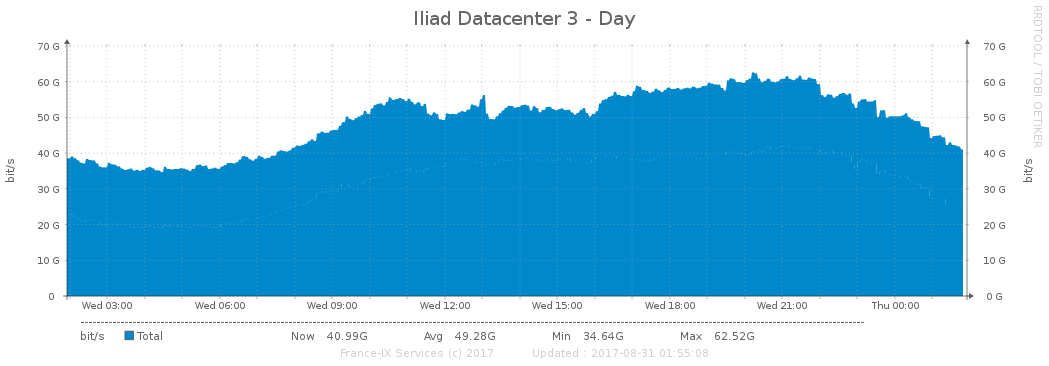 Iliad Datacenter 3 - Day
RRDTOOL / TOBI OETIKER
70 G 70 G
60 G 60 G
50 G 50 G
40 G 40 G
30 G 30 G
20 G 20 G
10 G 10 G
0 0 G
bit/s bit/s
Wed 03:00 Wed 06:00 Wed 09:00 Wed 12:00 Wed 15:00 Wed 18:00 Wed 21:00 Thu 00:00
bit/s Total Now 40.99G Avg 49.28G Min 34.64G Max 62.52G
France-IX Services (c) 2017 Updated : 2017-08-31 01:55:08